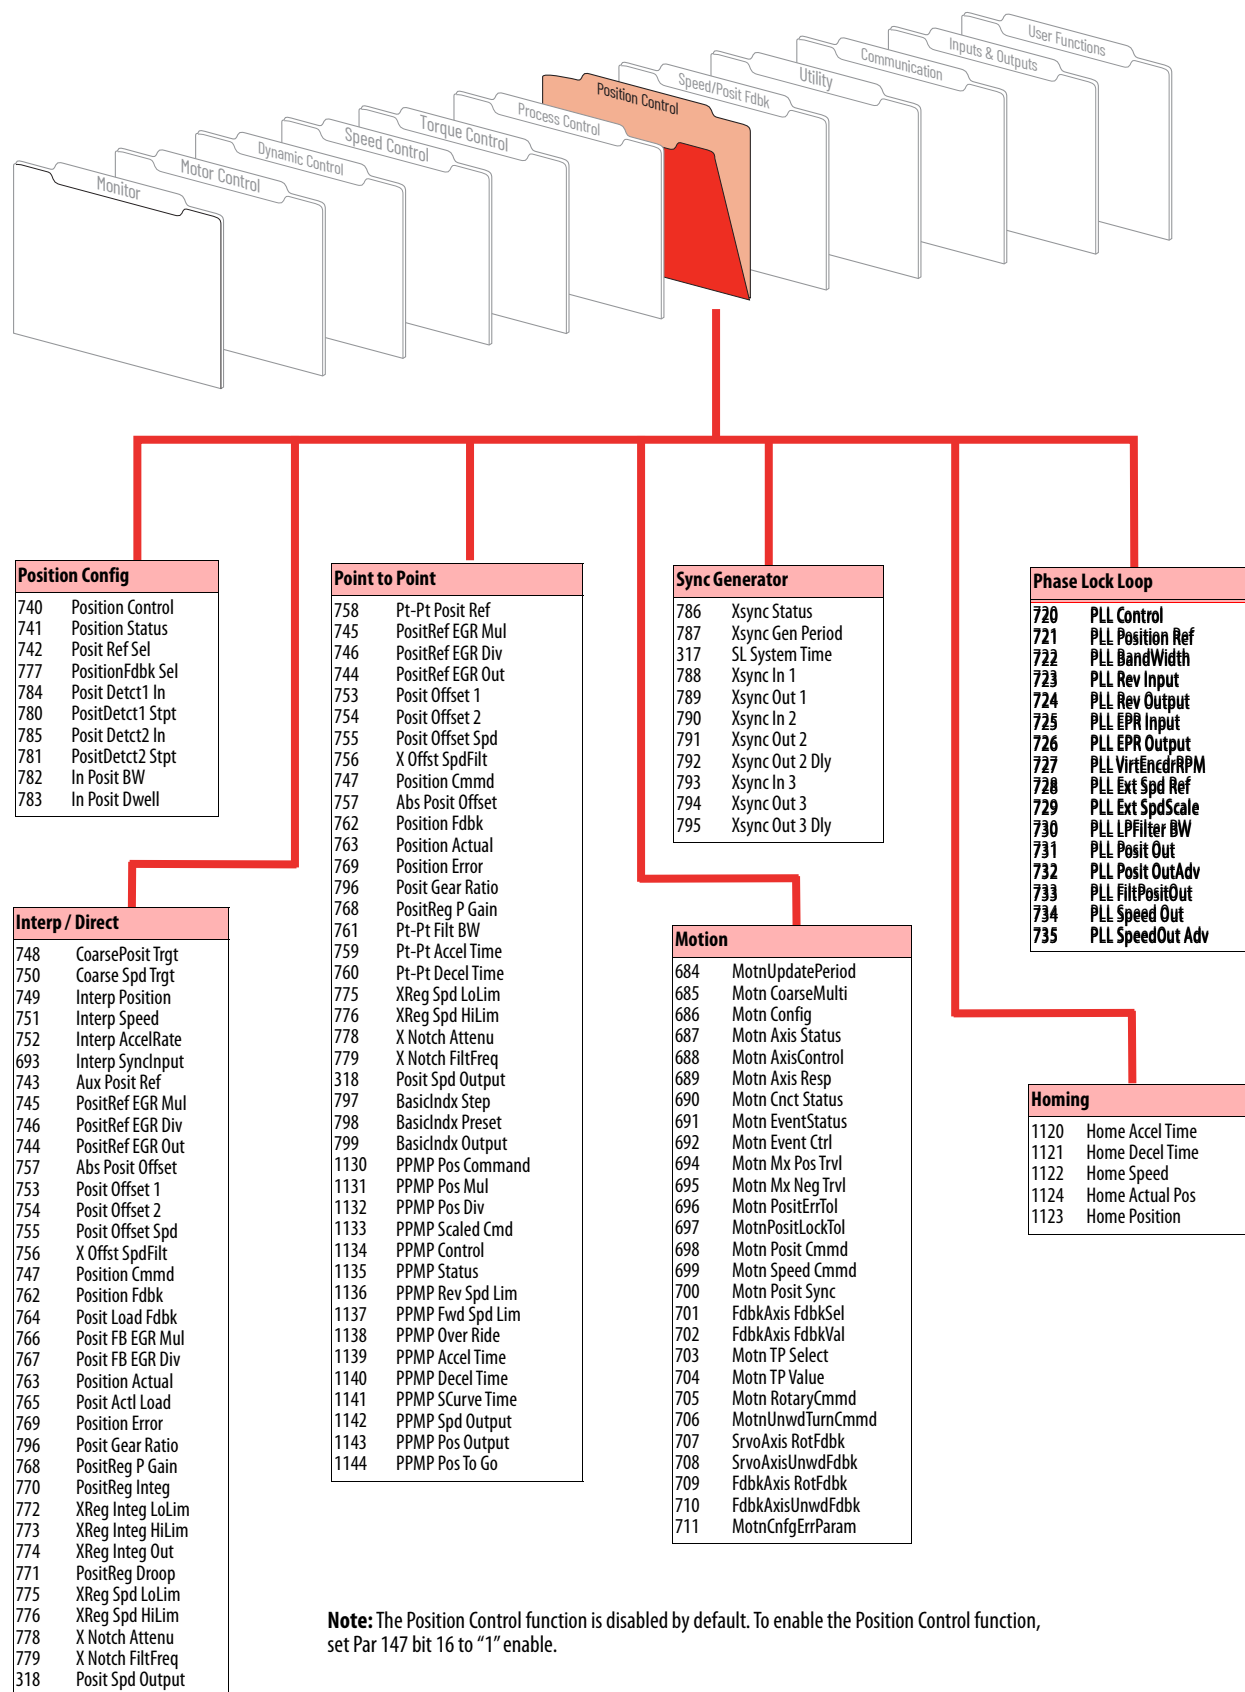 Monitor
Motor Control
Dynamic Control
Speed Control
Torque Control
Process Control
Position Control
Speed/Posit Fdbk
Utility
Communication
Inputs & Outputs
User Functions
Position Config
740 Position Control
741 Position Status
742 Posit Ref Sel
777 PositionFdbk Sel
784 Posit Detct1 In
780 PositDetct1 Stpt
785 Posit Detct2 In
781 PositDetct2 Stpt
782 In Posit BW
783 In Posit Dwell
Interp / Direct
748 CoarsePosit Trgt
750 Coarse Spd Trgt
749 Interp Position
751 Interp Speed
752 Interp AccelRate
693 Interp SyncInput
743 Aux Posit Ref
745 PositRef EGR Mul
746 PositRef EGR Div
744 PositRef EGR Out
757 Abs Posit Offset
753 Posit Offset 1
754 Posit Offset 2
755 Posit Offset Spd
756 X Offst SpdFilt
747 Position Cmmd
762 Position Fdbk
764 Posit Load Fdbk
766 Posit FB EGR Mul
767 Posit FB EGR Div
763 Position Actual
765 Posit Actl Load
769 Position Error
796 Posit Gear Ratio
768 PositReg P Gain
770 PositReg Integ
772 XReg Integ LoLim
773 XReg Integ HiLim
774 XReg Integ Out
771 PositReg Droop
775 XReg Spd LoLim
776 XReg Spd HiLim
778 X Notch Attenu
779 X Notch FiltFreq
318 Posit Spd Output
Point to Point
758 Pt-Pt Posit Ref
745 PositRef EGR Mul
746 PositRef EGR Div
744 PositRef EGR Out
753 Posit Offset 1
754 Posit Offset 2
755 Posit Offset Spd
756 X Offst SpdFilt
747 Position Cmmd
757 Abs Posit Offset
762 Position Fdbk
763 Position Actual
769 Position Error
796 Posit Gear Ratio
768 PositReg P Gain
761 Pt-Pt Filt BW
759 Pt-Pt Accel Time
760 Pt-Pt Decel Time
775 XReg Spd LoLim
776 XReg Spd HiLim
778 X Notch Attenu
779 X Notch FiltFreq
318 Posit Spd Output
797 BasicIndx Step
798 BasicIndx Preset
799 BasicIndx Output
1130 PPMP Pos Command
1131 PPMP Pos Mul
1132 PPMP Pos Div
1133 PPMP Scaled Cmd
1134 PPMP Control
1135 PPMP Status
1136 PPMP Rev Spd Lim
1137 PPMP Fwd Spd Lim
1138 PPMP Over Ride
1139 PPMP Accel Time
1140 PPMP Decel Time
1141 PPMP SCurve Time
1142 PPMP Spd Output
1143 PPMP Pos Output
1144 PPMP Pos To Go
Sync Generator
786 Xsync Status
787 Xsync Gen Period
317 SL System Time
788 Xsync In 1
789 Xsync Out 1
790 Xsync In 2
791 Xsync Out 2
792 Xsync Out 2 Dly
793 Xsync In 3
794 Xsync Out 3
795 Xsync Out 3 Dly
Motion
684 MotnUpdatePeriod
685 Motn CoarseMulti
686 Motn Config
687 Motn Axis Status
688 Motn AxisControl
689 Motn Axis Resp
690 Motn Cnct Status
691 Motn EventStatus
692 Motn Event Ctrl
694 Motn Mx Pos Trvl
695 Motn Mx Neg Trvl
696 Motn PositErrTol
697 MotnPositLockTol
698 Motn Posit Cmmd
699 Motn Speed Cmmd
700 Motn Posit Sync
701 FdbkAxis FdbkSel
702 FdbkAxis FdbkVal
703 Motn TP Select
704 Motn TP Value
705 Motn RotaryCmmd
706 MotnUnwdTurnCmmd
707 SrvoAxis RotFdbk
708 SrvoAxisUnwdFdbk
709 FdbkAxis RotFdbk
710 FdbkAxisUnwdFdbk
711 MotnCnfgErrParam
Phase Lock Loop
720 PLL Control
721 PLL Position Ref
722 PLL BandWidth
723 PLL Rev Input
724 PLL Rev Output
725 PLL EPR Input
726 PLL EPR Output
727 PLL VirtEncdrRPM
728 PLL Ext Spd Ref
729 PLL Ext SpdScale
730 PLL LPFilter BW
731 PLL Posit Out
732 PLL Posit OutAdv
733 PLL FiltPositOut
734 PLL Speed Out
735 PLL SpeedOut Adv
Homing
1120 Home Accel Time
1121 Home Decel Time
1122 Home Speed
1124 Home Actual Pos
1123 Home Position
Note: The Position Control function is disabled by default. To enable the Position Control function,
set Par 147 bit 16 to “1” enable.